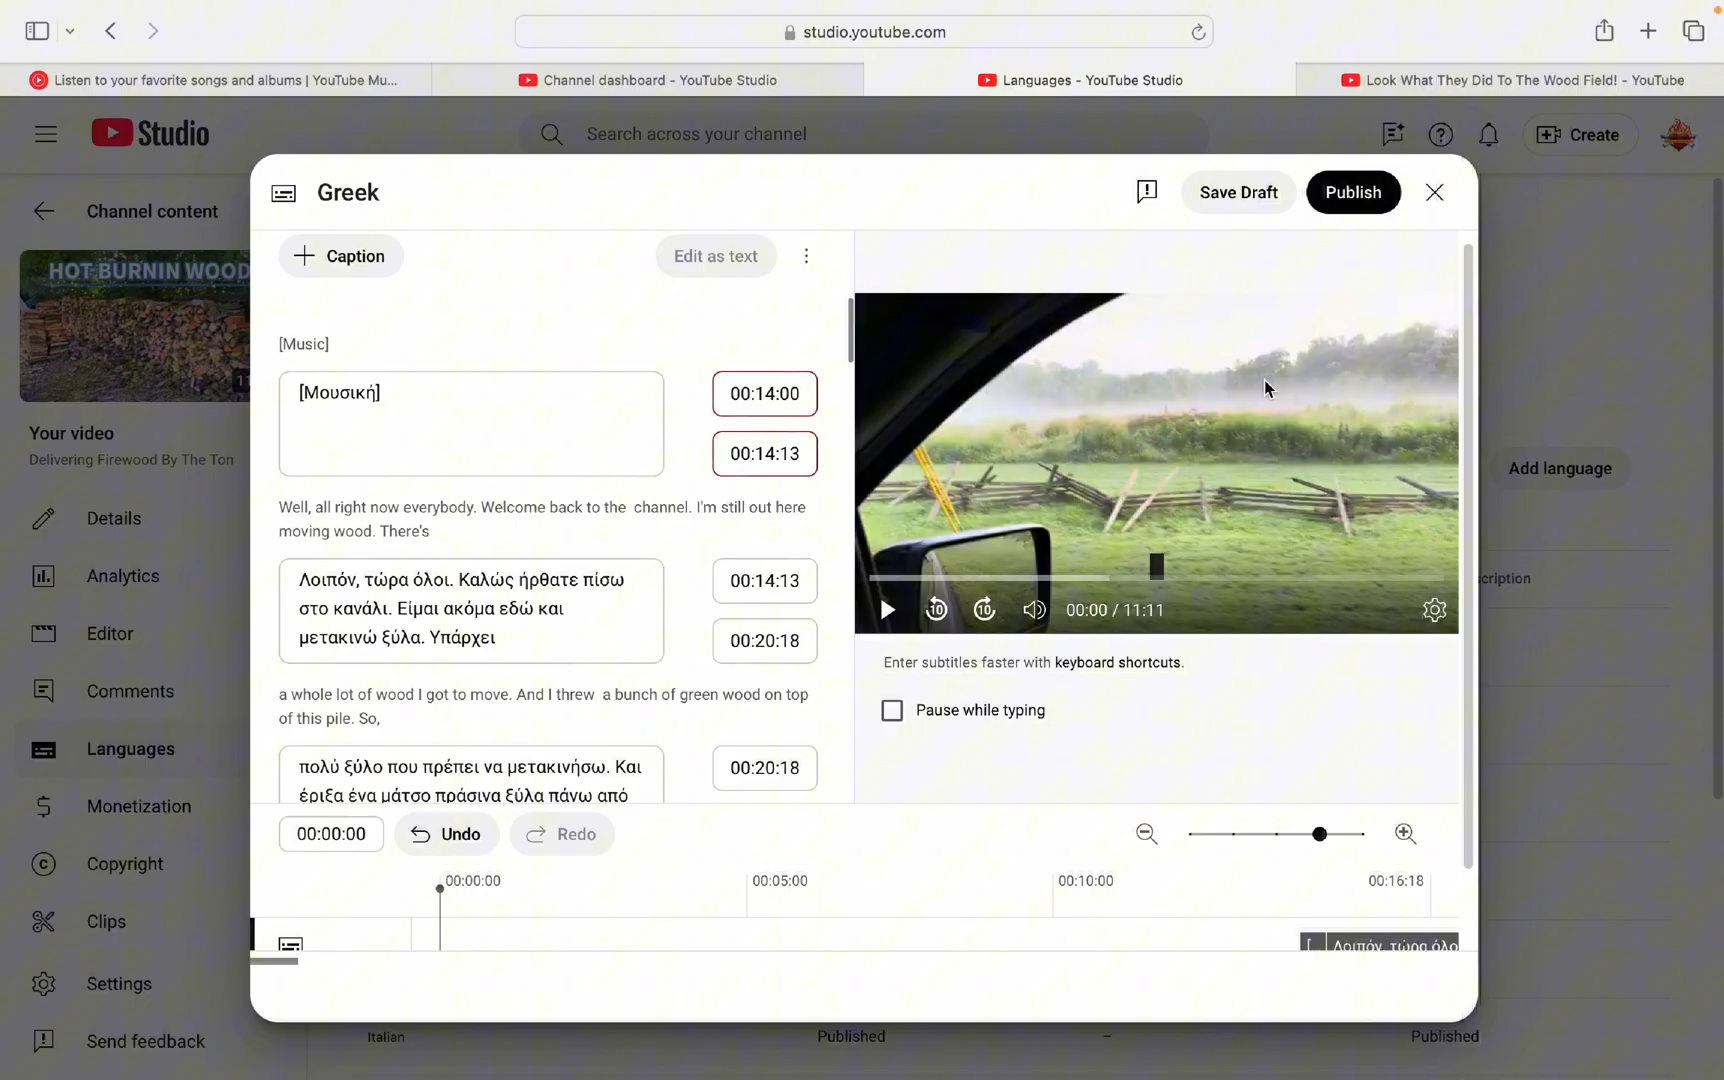 studio.youtube.com
Listen to your favorite songs and albums | YouTube Mu...
Channel dashboard - YouTube Studio
Languages - YouTube Studio
Look What They Did To The Wood Field! - YouTube
Studio
Search across your channel
Create
Channel content
HOT BURNIN WOOD
Your video
Delivering Firewood By The Ton
Details
Analytics
Editor
Comments
Languages
Monetization
Copyright
Clips
Settings
Send feedback
Greek
Save Draft
Publish
Caption
Edit as text
[Music]
[Μουσική]
00:14:00
00:14:13
Well, all right now everybody. Welcome back to the channel. I'm still out here
moving wood. There's
Λοιπόν, τώρα όλοι. Καλώς ήρθατε πίσω
στο κανάλι. Είμαι ακόμα εδώ και
μετακινώ ξύλα. Υπάρχει
00:14:13
00:20:18
a whole lot of wood I got to move. And I threw a bunch of green wood on top
of this pile. So,
πολύ ξύλο που πρέπει να μετακινήσω. Και
έριξα ένα μάτσο πράσινα ξύλα πάνω από
00:20:18
10
10
00:00 / 11:11
Enter subtitles faster with keyboard shortcuts.
Pause while typing
Add language
scription
00:00:00
Undo
Redo
00:00:00
00:05:00
00:10:00
00:16:18
[
Λοιπόν, τώρα όλο
Italian
Published
–
Published